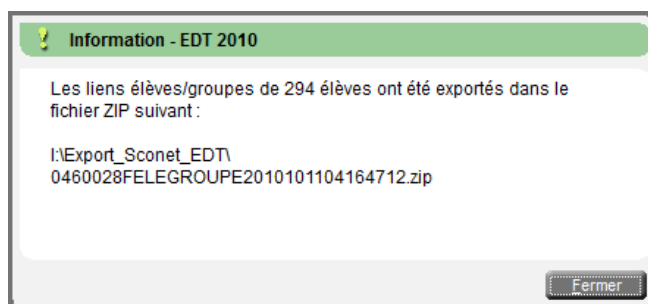 Information - EDT 2010
Les liens élèves/groupes de 294 élèves ont été exportés dans le
fichier ZIP suivant :
I:\Export_Sconet_EDT\
0460028FELEGROUPE2010101104164712.zip
Fermer